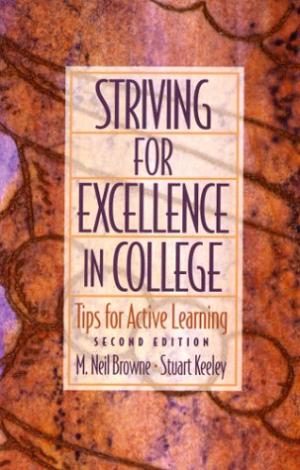 STRIVING
FOR
EXCELLENCE
IN COLLEGE
Tips for Active Learning
SECOND EDITION
M. Neil Browne • Stuart Keeley